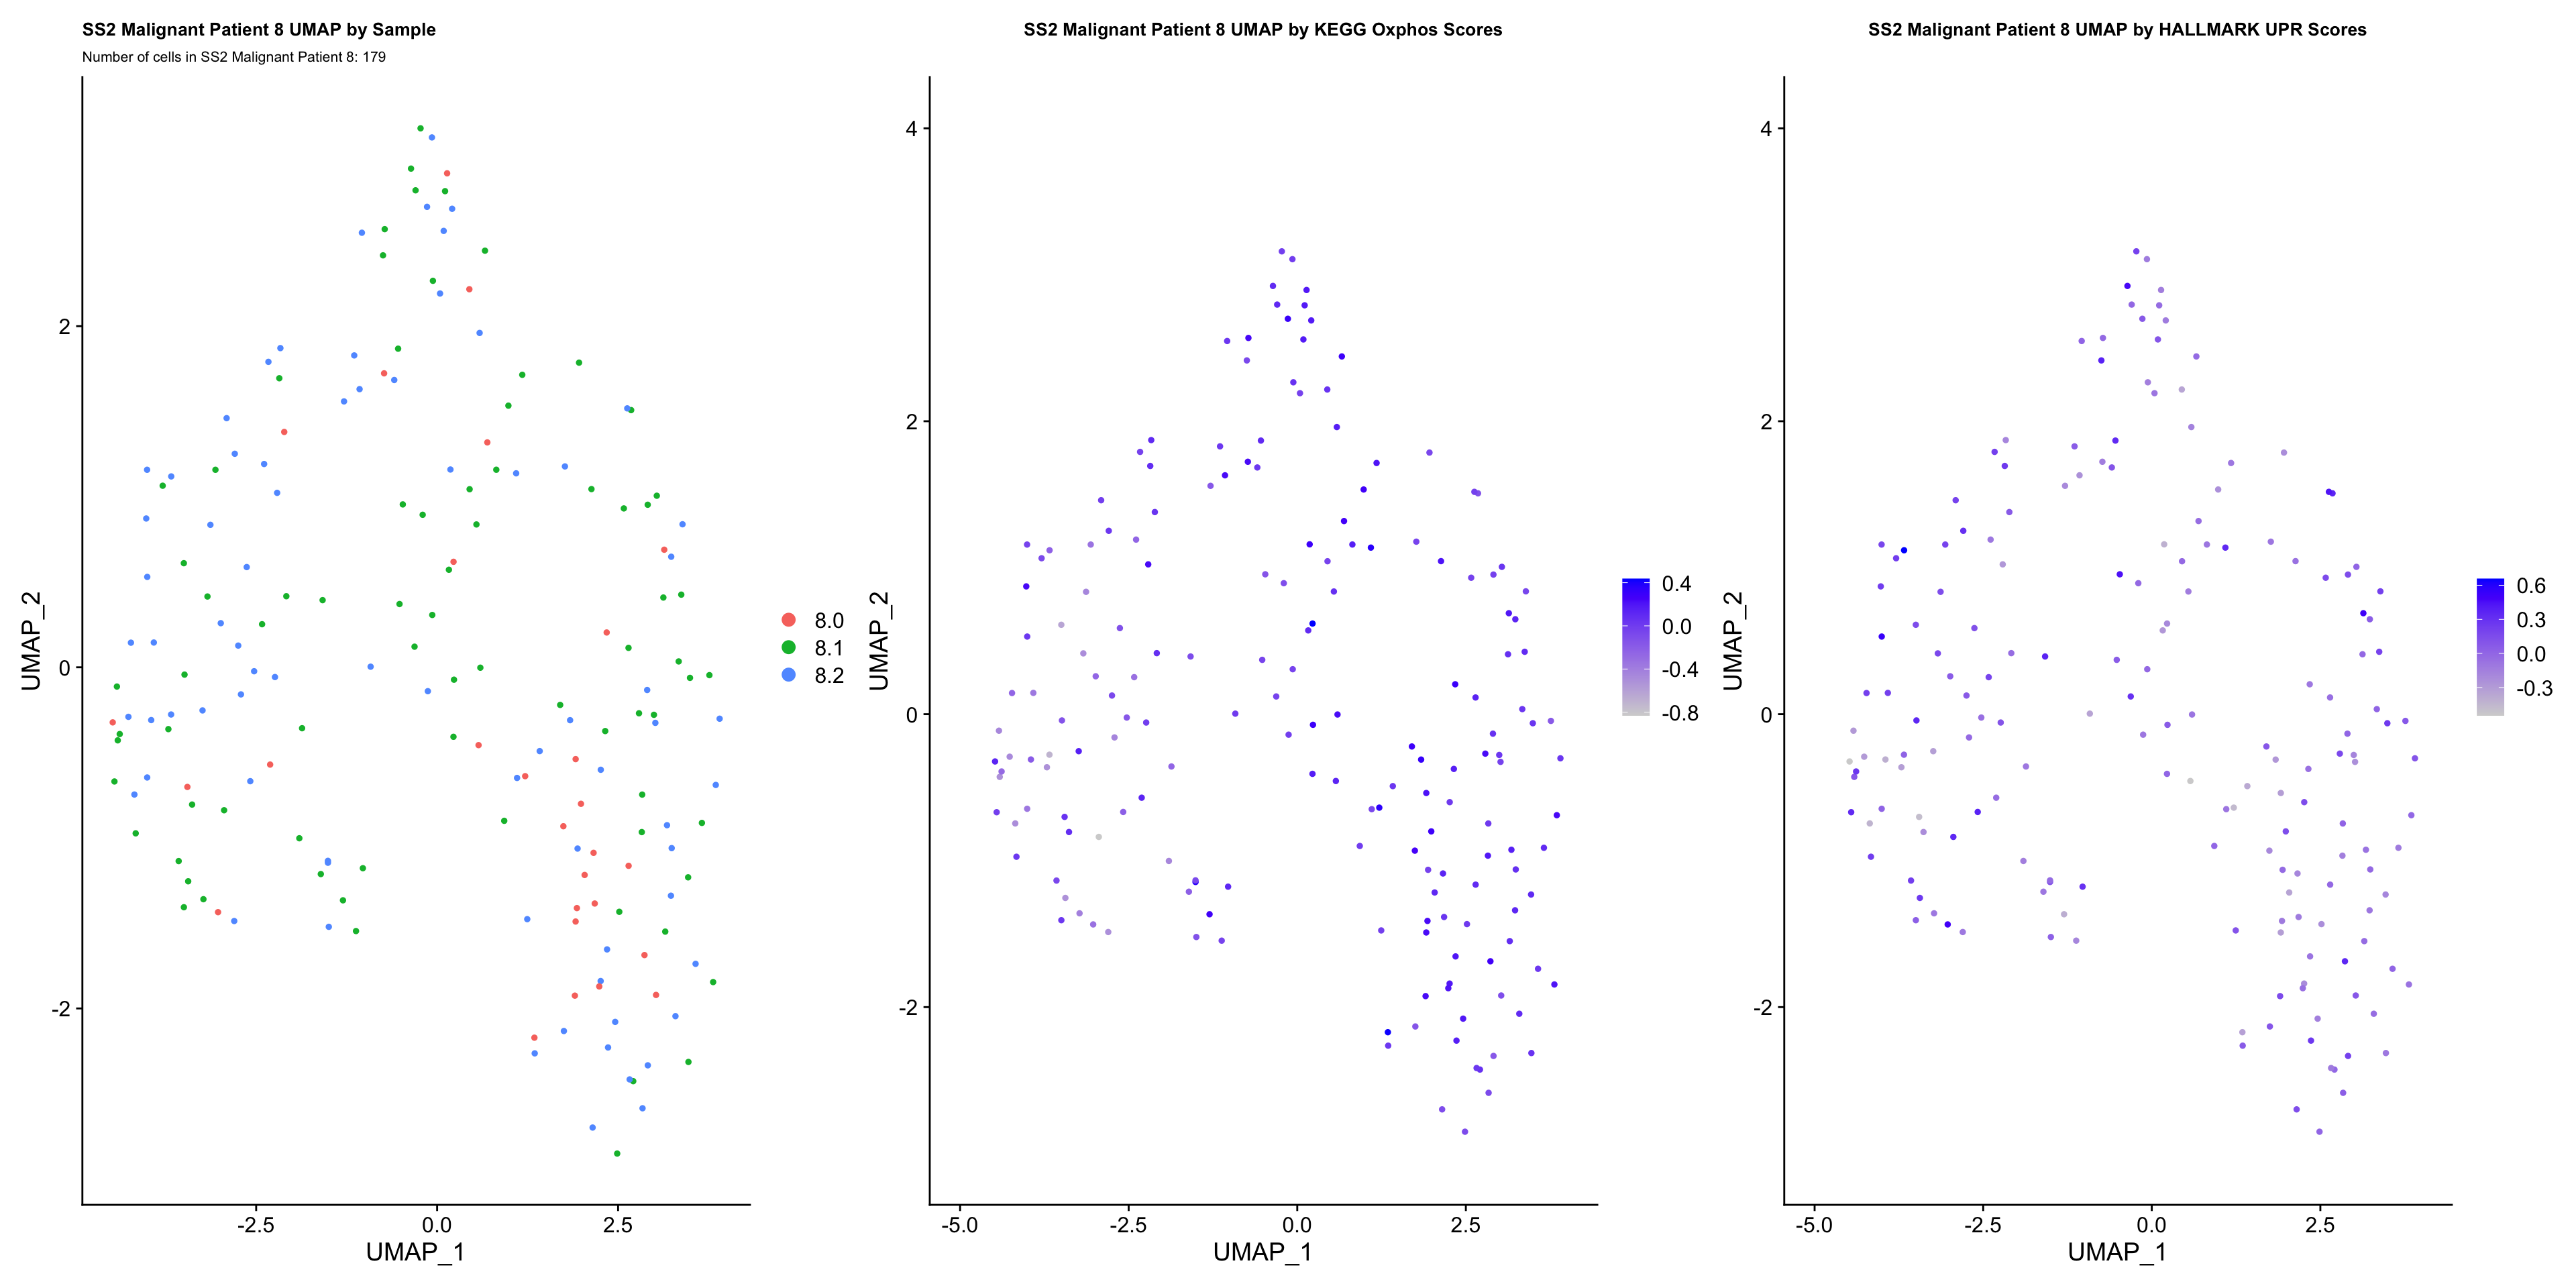 SS2 Malignant Patient 8 UMAP by Sample
Number of cells in SS2 Malignant Patient 8: 179
UMAP_2
2
0
-2
-2.5 0.0 2.5
UMAP_1
8.0
8.1
8.2
SS2 Malignant Patient 8 UMAP by KEGG Oxphos Scores
UMAP_2
4
2
0
-2
-5.0 -2.5 0.0 2.5
UMAP_1
0.4
0.0
-0.4
-0.8
SS2 Malignant Patient 8 UMAP by HALLMARK UPR Scores
UMAP_2
4
2
0
-2
-5.0 -2.5 0.0 2.5
UMAP_1
0.6
0.3
0.0
-0.3